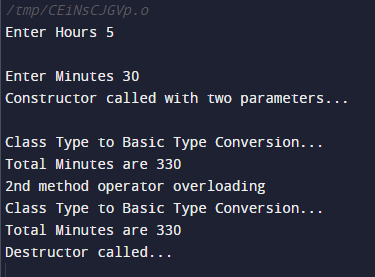 /tmp/CEiNsCJGVp.o
Enter Hours 5
Enter Minutes 30
Constructor called with two parameters...
Class Type to Basic Type Conversion...
Total Minutes are 330
2nd method operator overloading
Class Type to Basic Type Conversion...
Total Minutes are 330
Destructor called...